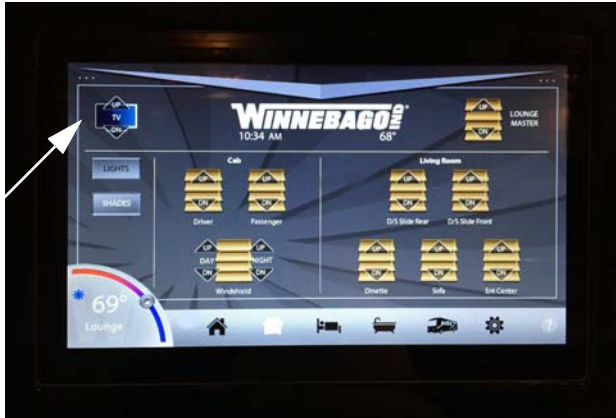 UP
TV
DN
WINNEBAGO IND
10:34 AM 68°
UP
DN
LOUNGE
MASTER
LIGHTS
SHADES
Cab
UP UP
DN DN
Driver Passenger
UP UP
DAY NIGHT
DN DN
Windshield
Living Room
UP UP
DN DN
D/S Slide Rear D/S Slide Front
UP UP UP
DN DN DN
Dinette Sofa Ent Center
69°
Lounge
?